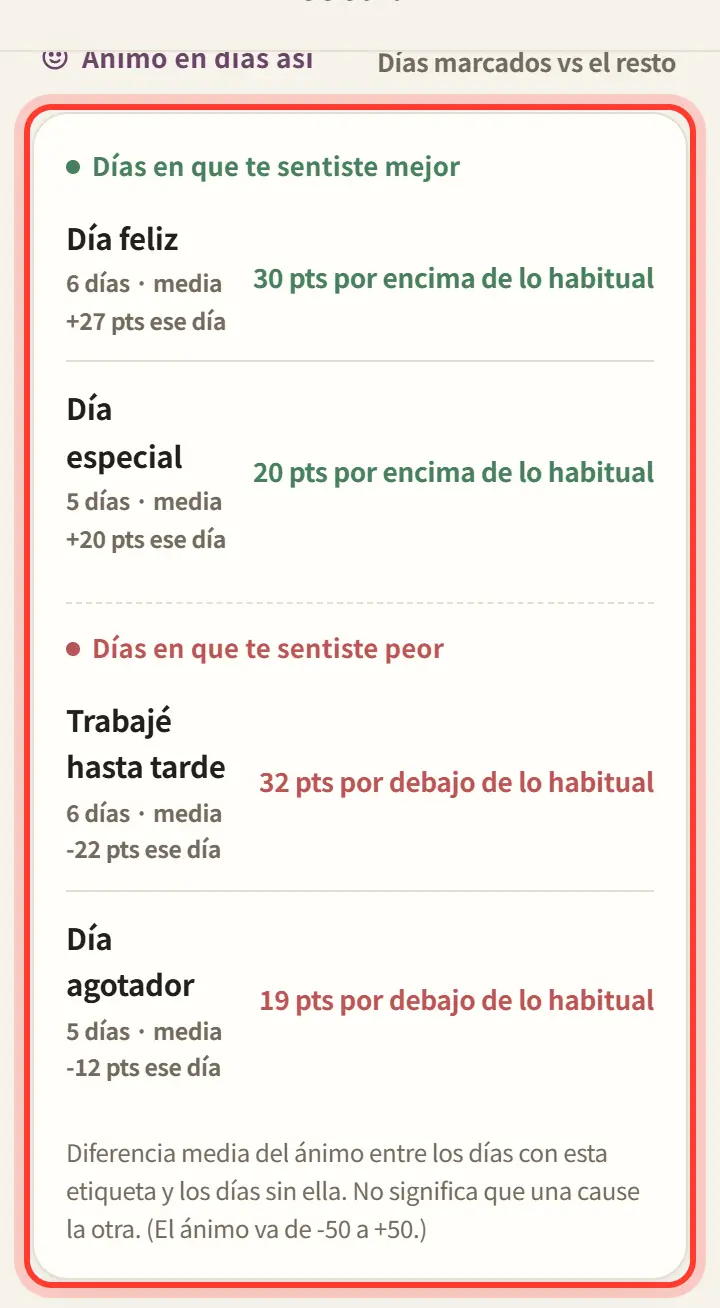 Ánimo en días así
Días marcados vs el resto
Días en que te sentiste mejor
Día feliz
6 días · media
+27 pts ese día
30 pts por encima de lo habitual
Día
especial
5 días · media
+20 pts ese día
20 pts por encima de lo habitual
Días en que te sentiste peor
Trabajé
hasta tarde
6 días · media
-22 pts ese día
32 pts por debajo de lo habitual
Día
agotador
5 días · media
-12 pts ese día
19 pts por debajo de lo habitual
Diferencia media del ánimo entre los días con esta
etiqueta y los días sin ella. No significa que una cause
la otra. (El ánimo va de -50 a +50.)